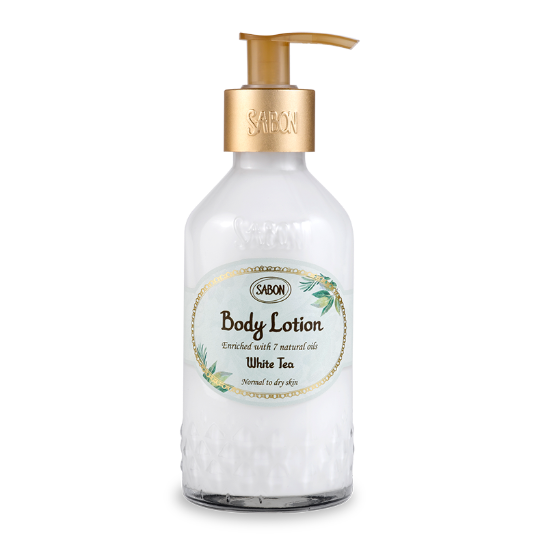 SABON
SABON
Body Lotion
Enriched with 7 natural oils
White Tea
Normal to dry skin